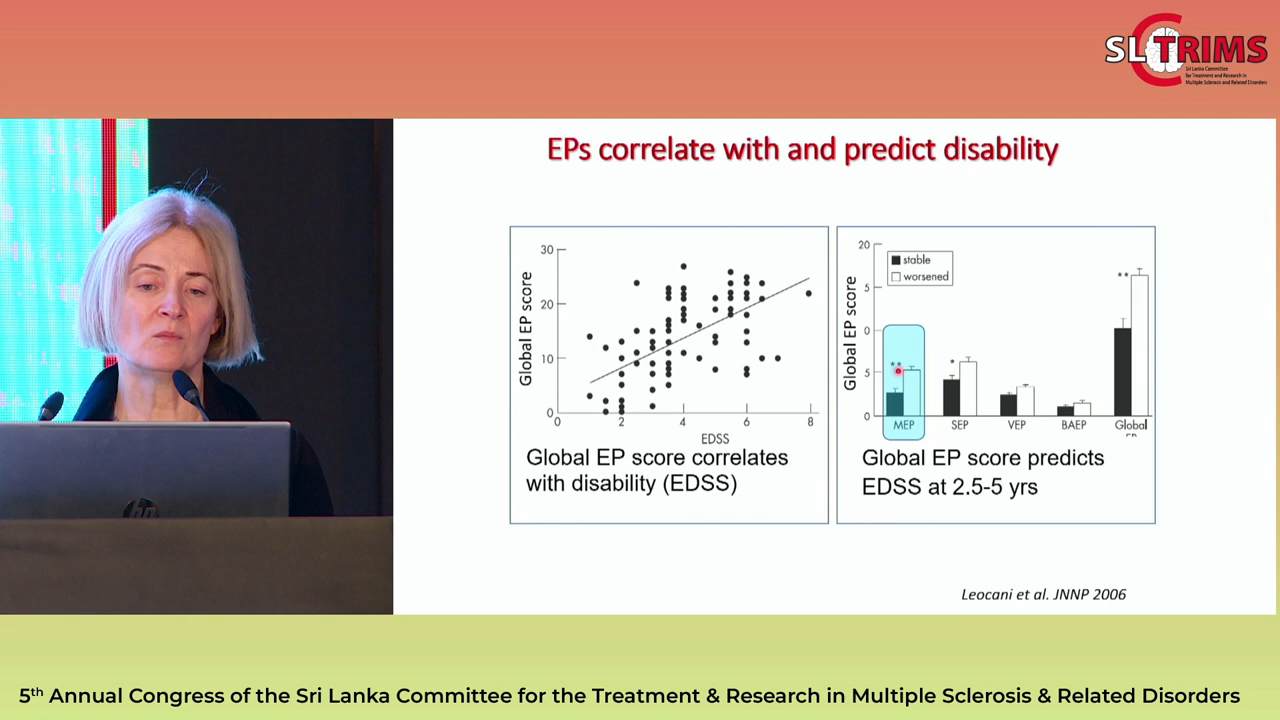 SLCTRIMS
Sri Lanka Committee
for Treatment and Research in
Multiple Sclerosis and Related Disorders
EPs correlate with and predict disability
Global EP score
30
20
10
0
0 2 4 6 8
EDSS
Global EP score correlates
with disability (EDSS)
Global EP score
20
5
0
5
0
stable
worsened
**
*
**
MEP SEP VEP BAEP Global
Global EP score predicts
EDSS at 2.5-5 yrs
Leocani et al. JNNP 2006
hp
5th Annual Congress of the Sri Lanka Committee for the Treatment & Research in Multiple Sclerosis & Related Disorders